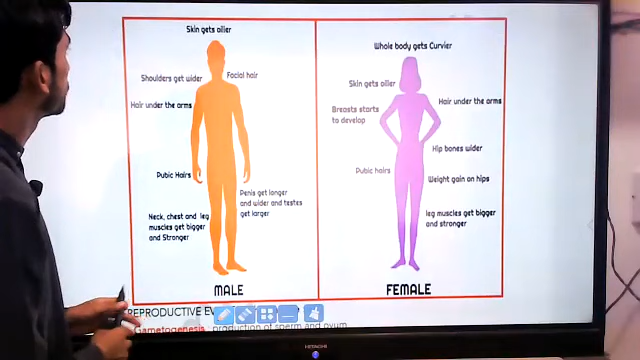 Skin gets oilier
Shoulders get wider
Facial hair
Hair under the arms
Pubic Hairs
Penis get longer
and wider and testes
get larger
Neck, chest and leg
muscles get bigger
and Stronger
MALE
Whole body gets Curvier
Skin gets oilier
Breasts starts
to develop
Hair under the arms
Hip bones wider
Pubic hairs
Weight gain on hips
leg muscles get bigger
and stronger
FEMALE
REPRODUCTIVE
Gametogenesis : production of sperm and ovum
HITACHI